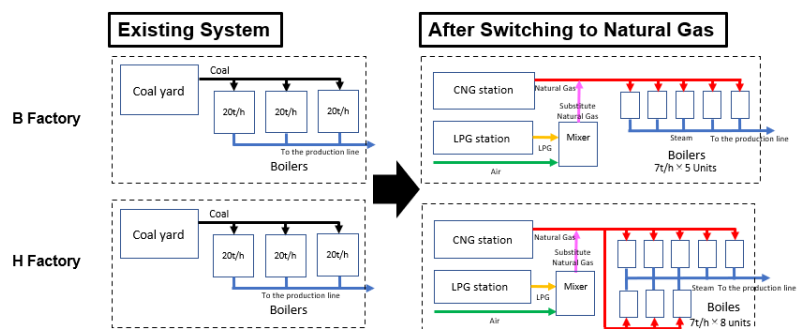 Existing System
After Switching to Natural Gas
B Factory
Coal yard
Coal
20t/h
20t/h
20t/h
To the production line
Boilers
CNG station
Natural Gas
Substitute
Natural Gas
LPG station
LPG
Mixer
Air
Steam
To the production line
Boilers
7t/h × 5 Units
H Factory
Coal yard
Coal
20t/h
20t/h
20t/h
To the production line
Boilers
CNG station
Natural Gas
Substitute
Natural Gas
LPG station
LPG
Mixer
Air
Steam
To the production line
Boiles
7t/h × 8 units